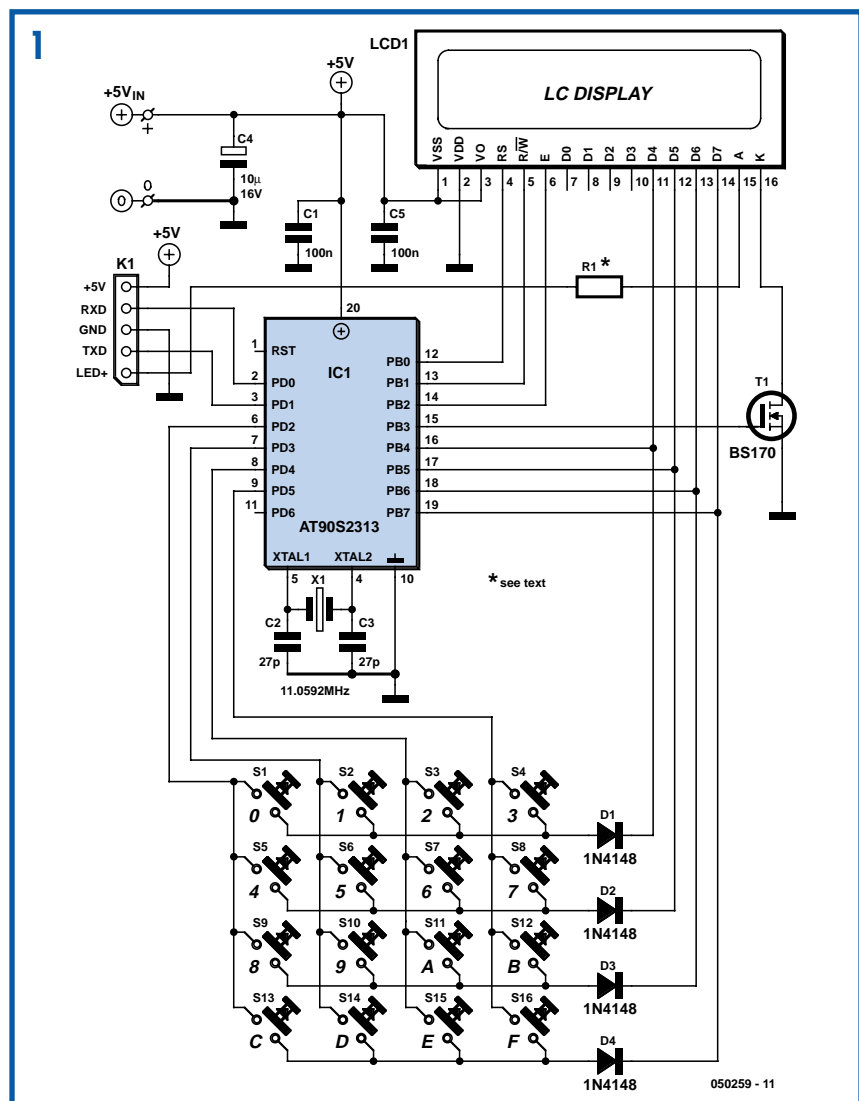 1
LCD1
LC DISPLAY
VSS VDD VO RS R/W E D0 D1 D2 D3 D4 D5 D6 D7 A K
1 2 3 4 5 6 7 8 9 10 11 12 13 14 15 16
+5V
+5VIN
+
0
0
C4
10µ
16V
C1
100n
C5
100n
+5V
K1
+5V
RXD
GND
TXD
LED+
R1 *
20
IC1
AT90S2313
1 RST
2 PD0
3 PD1
6 PD2
7 PD3
8 PD4
9 PD5
11 PD6
PB0 12
PB1 13
PB2 14
PB3 15
PB4 16
PB5 17
PB6 18
PB7 19
XTAL1 XTAL2
5 4 10
X1
C2
27p
C3
27p
11.0592MHz
* see text
T1
BS170
S1 S2 S3 S4
0 1 2 3
D1
1N4148
S5 S6 S7 S8
4 5 6 7
D2
1N4148
S9 S10 S11 S12
8 9 A B
D3
1N4148
S13 S14 S15 S16
C D E F
D4
1N4148
050259 - 11